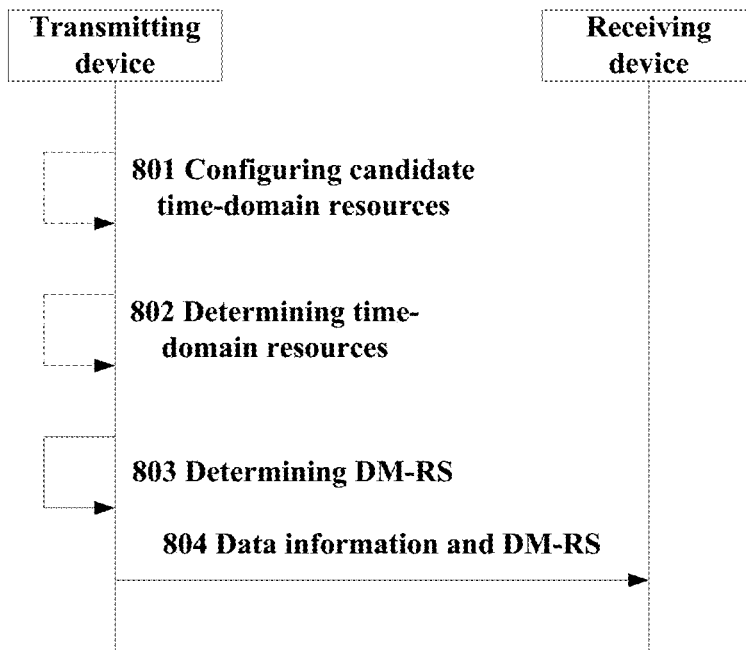 Transmitting
device
Receiving
device
801 Configuring candidate
time-domain resources
802 Determining time-
domain resources
803 Determining DM-RS
804 Data information and DM-RS